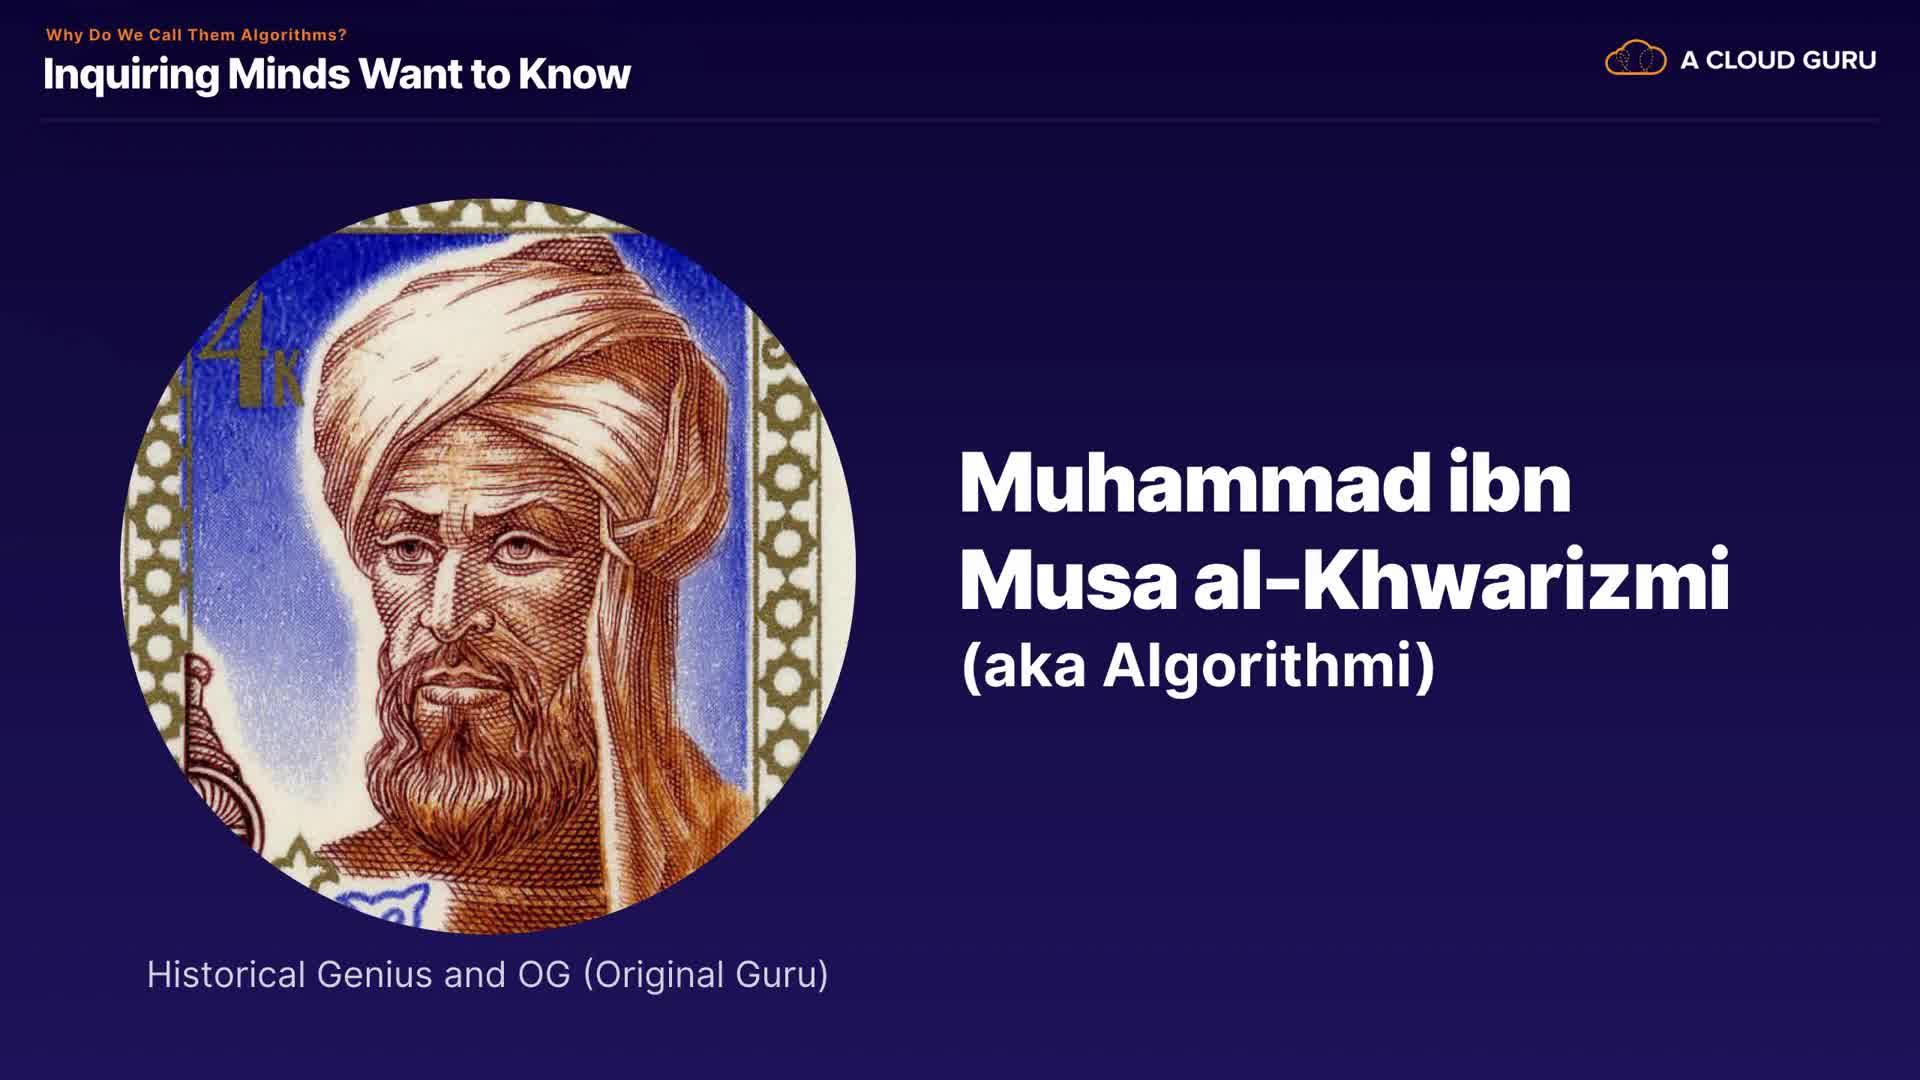 Why Do We Call Them Algorithms?
Inquiring Minds Want to Know
A CLOUD GURU
4K
Muhammad ibn
Musa al-Khwarizmi
(aka Algorithmi)
Historical Genius and OG (Original Guru)